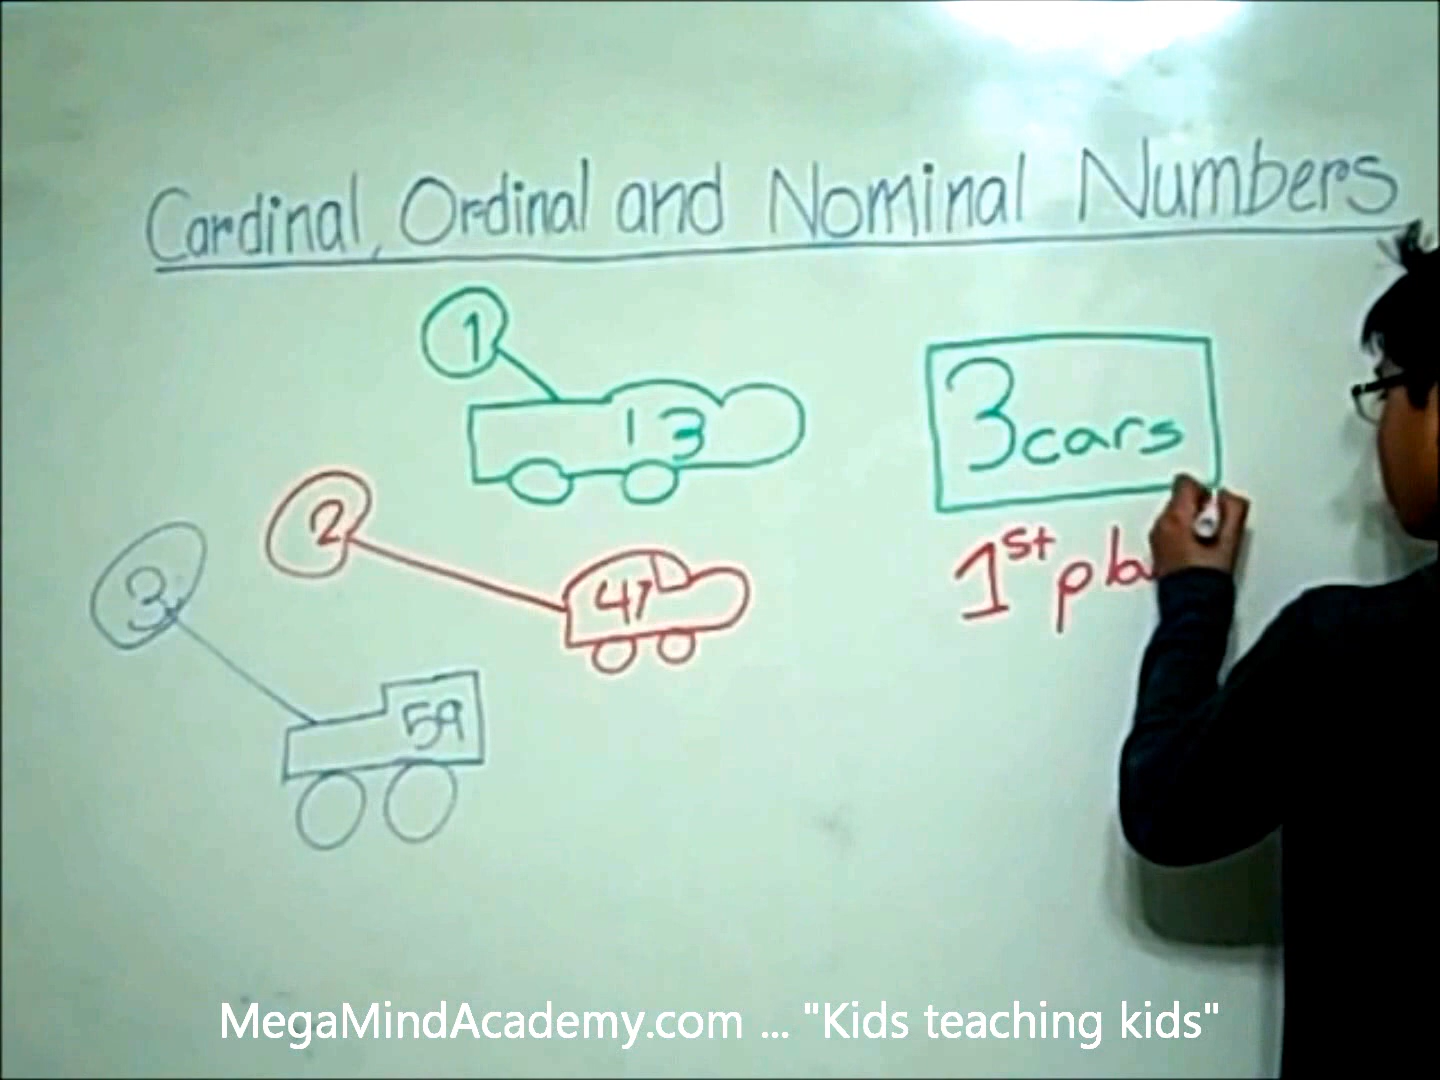 Cardinal, Ordinal and Nominal Numbers
1
13
3 cars
2
1st pla
41
3
59
MegaMindAcademy.com ... "Kids teaching kids"